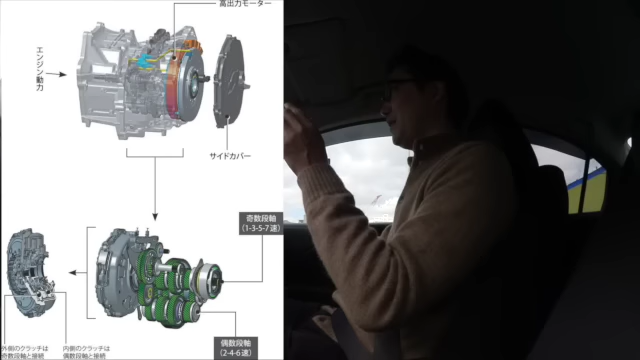 高出力モーター
エンジン動力
サイドカバー
奇数段軸
(1-3-5-7速)
偶数段軸
(2-4-6速)
外側のクラッチは
奇数段軸と接続
内側のクラッチは
偶数段軸と接続